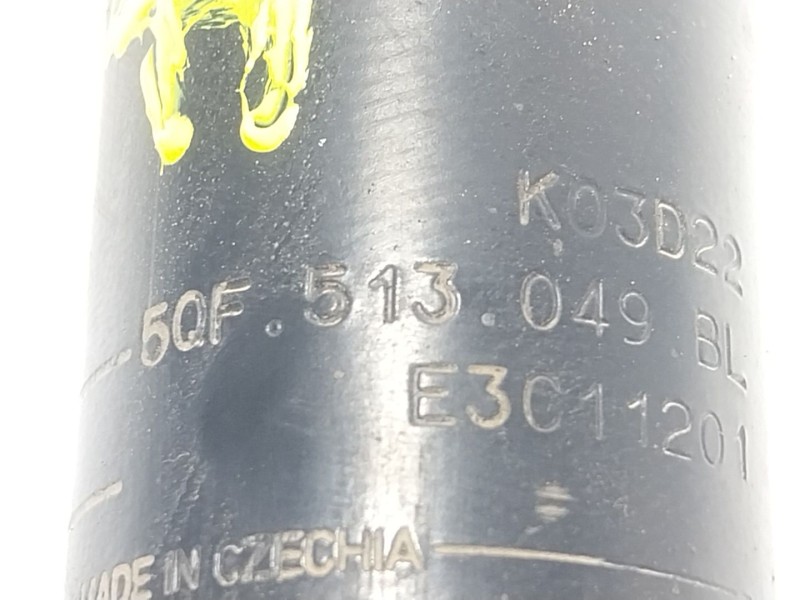 K03D22
5QF.513.049.BL
E3C11201
MADE IN CZECHIA